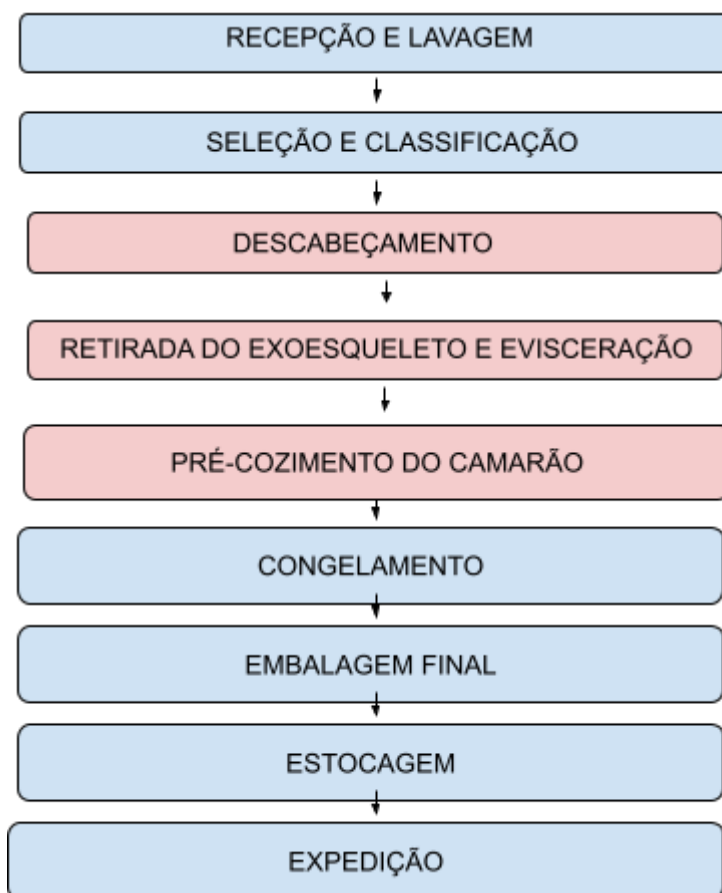 RECEPÇÃO E LAVAGEM
SELEÇÃO E CLASSIFICAÇÃO
DESCABEÇAMENTO
RETIRADA DO EXOESQUELETO E EVISCERAÇÃO
PRÉ-COZIMENTO DO CAMARÃO
CONGELAMENTO
EMBALAGEM FINAL
ESTOCAGEM
EXPEDIÇÃO